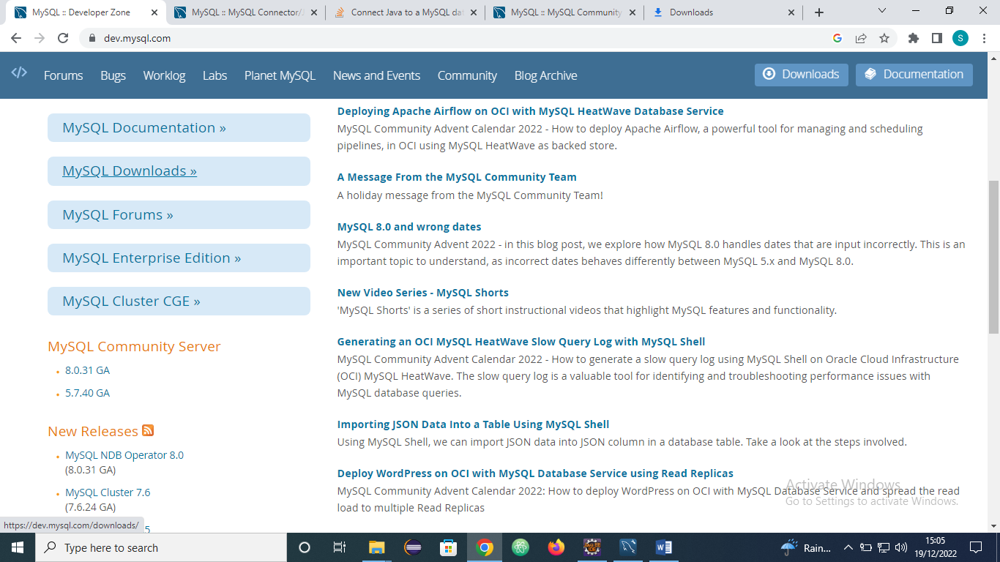 MySQL :: Developer Zone
MySQL :: MySQL Connector/
Connect Java to a MySQL dat
MySQL :: MySQL Community
Downloads
dev.mysql.com
S
Forums Bugs Worklog Labs Planet MySQL News and Events Community Blog Archive Downloads Documentation
MySQL Documentation »
MySQL Downloads »
MySQL Forums »
MySQL Enterprise Edition »
MySQL Cluster CGE »
MySQL Community Server
8.0.31 GA
5.7.40 GA
New Releases
MySQL NDB Operator 8.0
(8.0.31 GA)
MySQL Cluster 7.6
(7.6.24 GA)
5
https://dev.mysql.com/downloads/
Deploying Apache Airflow on OCI with MySQL HeatWave Database Service
MySQL Community Advent Calendar 2022 - How to deploy Apache Airflow, a powerful tool for managing and scheduling
pipelines, in OCI using MySQL HeatWave as backed store.
A Message From the MySQL Community Team
A holiday message from the MySQL Community Team!
MySQL 8.0 and wrong dates
MySQL Community Advent 2022 - in this blog post, we explore how MySQL 8.0 handles dates that are input incorrectly. This is an
important topic to understand, as incorrect dates behaves differently between MySQL 5.x and MySQL 8.0.
New Video Series - MySQL Shorts
'MySQL Shorts' is a series of short instructional videos that highlight MySQL features and functionality.
Generating an OCI MySQL HeatWave Slow Query Log with MySQL Shell
MySQL Community Advent Calendar 2022 - How to generate a slow query log using MySQL Shell on Oracle Cloud Infrastructure
(OCI) MySQL HeatWave. The slow query log is a valuable tool for identifying and troubleshooting performance issues with
MySQL database queries.
Importing JSON Data Into a Table Using MySQL Shell
Using MySQL Shell, we can import JSON data into JSON column in a database table. Take a look at the steps involved.
Deploy WordPress on OCI with MySQL Database Service using Read Replicas
MySQL Community Advent Calendar 2022: How to deploy WordPress on OCI with MySQL Database Service and spread the read
load to multiple Read Replicas
Activate Windows
Go to Settings to activate Windows.
Type here to search
Rain...
15:05
19/12/2022